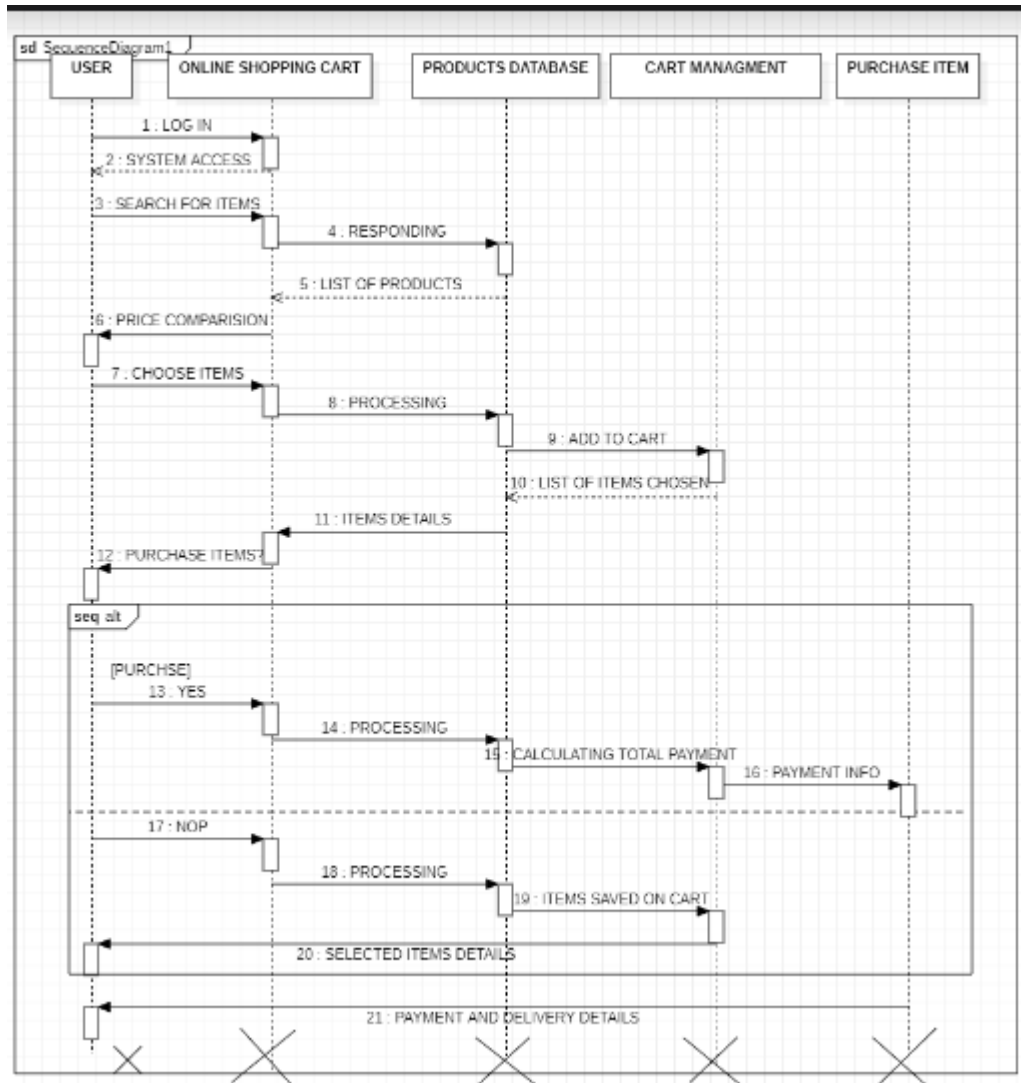 sd SequenceDiagram1
USER
ONLINE SHOPPING CART
PRODUCTS DATABASE
CART MANAGMENT
PURCHASE ITEM
1 : LOG IN
2 : SYSTEM ACCESS
3 : SEARCH FOR ITEMS
4 : RESPONDING
5 : LIST OF PRODUCTS
6 : PRICE COMPARISION
7 : CHOOSE ITEMS
8 : PROCESSING
9 : ADD TO CART
10 : LIST OF ITEMS CHOSEN
11 : ITEMS DETAILS
12 : PURCHASE ITEMS?
seq alt
[PURCHSE]
13 : YES
14 : PROCESSING
15 : CALCULATING TOTAL PAYMENT
16 : PAYMENT INFO
17 : NOP
18 : PROCESSING
19 : ITEMS SAVED ON CART
20 : SELECTED ITEMS DETAILS
21 : PAYMENT AND DELIVERY DETAILS